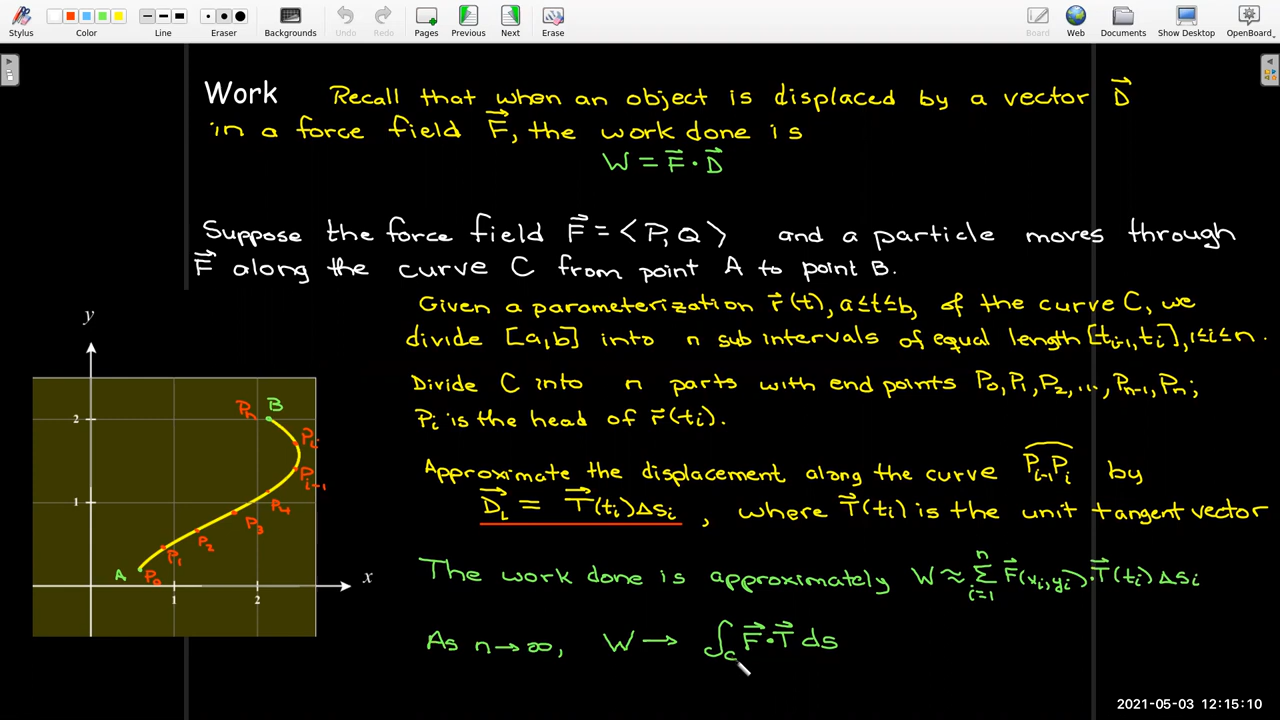 Stylus Color Line Eraser Backgrounds Undo Redo Pages Previous Next Erase Board Web Documents Show Desktop OpenBoard
Work Recall that when an object is displaced by a vector D⃗
in a force field F⃗, the work done is
W = F⃗ · D⃗
Suppose the force field F⃗ = ⟨P, Q⟩ and a particle moves through
F⃗ along the curve C from point A to point B.
Given a parameterization r⃗(t), a≤t≤b, of the curve C, we
divide [a,b] into n subintervals of equal length [tᵢ₋₁, tᵢ], 1≤i≤n.
Divide C into n parts with end points P₀, P₁, P₂, ..., Pₙ₋₁, Pₙ;
Pᵢ is the head of r⃗(tᵢ).
Approximate the displacement along the curve Pᵢ₋₁Pᵢ by
D⃗ᵢ = T⃗(tᵢ)Δsᵢ, where T⃗(tᵢ) is the unit tangent vector
The work done is approximately W ≈ Σᵢ₌₁ⁿ F⃗(xᵢ, yᵢ)·T⃗(tᵢ)Δsᵢ
As n→∞, W → ∫_C F⃗·T⃗ ds
y
Pₙ B
2
Pᵢ
Pᵢ₋₁
1
P₄
P₃
P₂
P₁
A P₀
x
1 2
2021-05-03 12:15:10